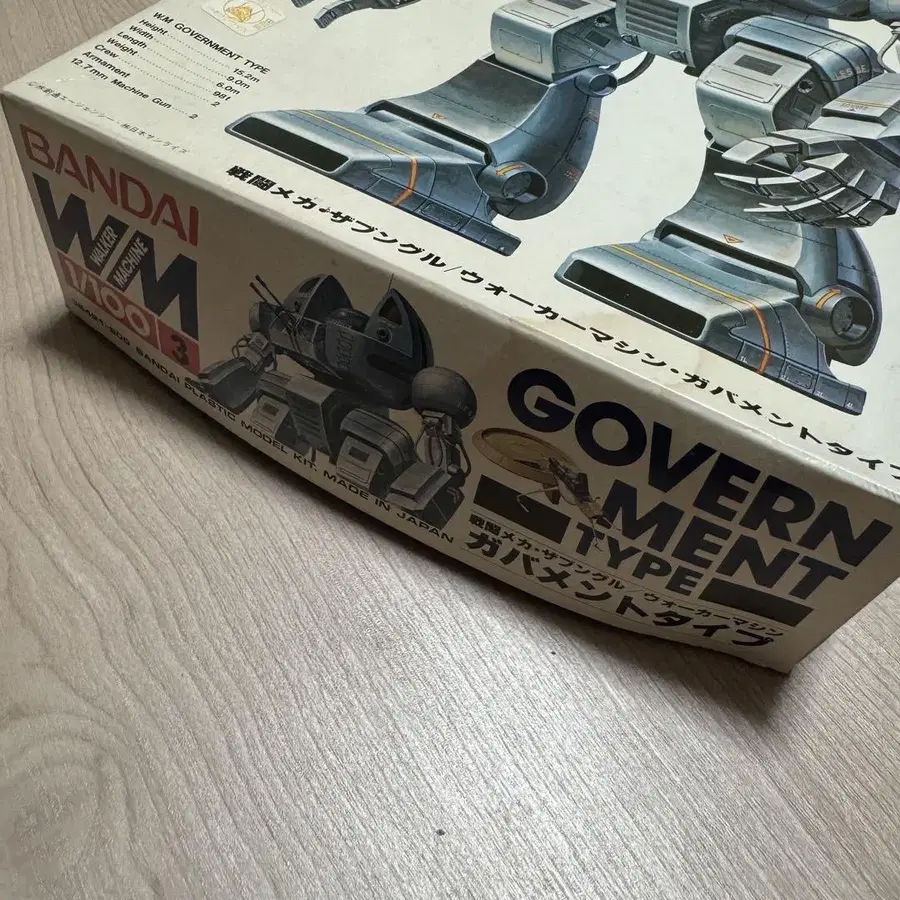 W.M GOVERNMENT TYPE
Height 15.2m
Width 9.0m
Length 6.0m
Weight 98t
Crew 2
Armament
12.7mm Machine Gun 2
戦闘メカ・ザブングル/ウォーカーマシン・ガバメントタイプ
BANDAI
W/M
WALKER MACHINE
1/100 3
BANDAI PLASTIC MODEL KIT. MADE IN JAPAN
GOVERN
MENT
TYPE
戦闘メカ・ザブングル/ウォーカーマシン
ガバメントタイプ